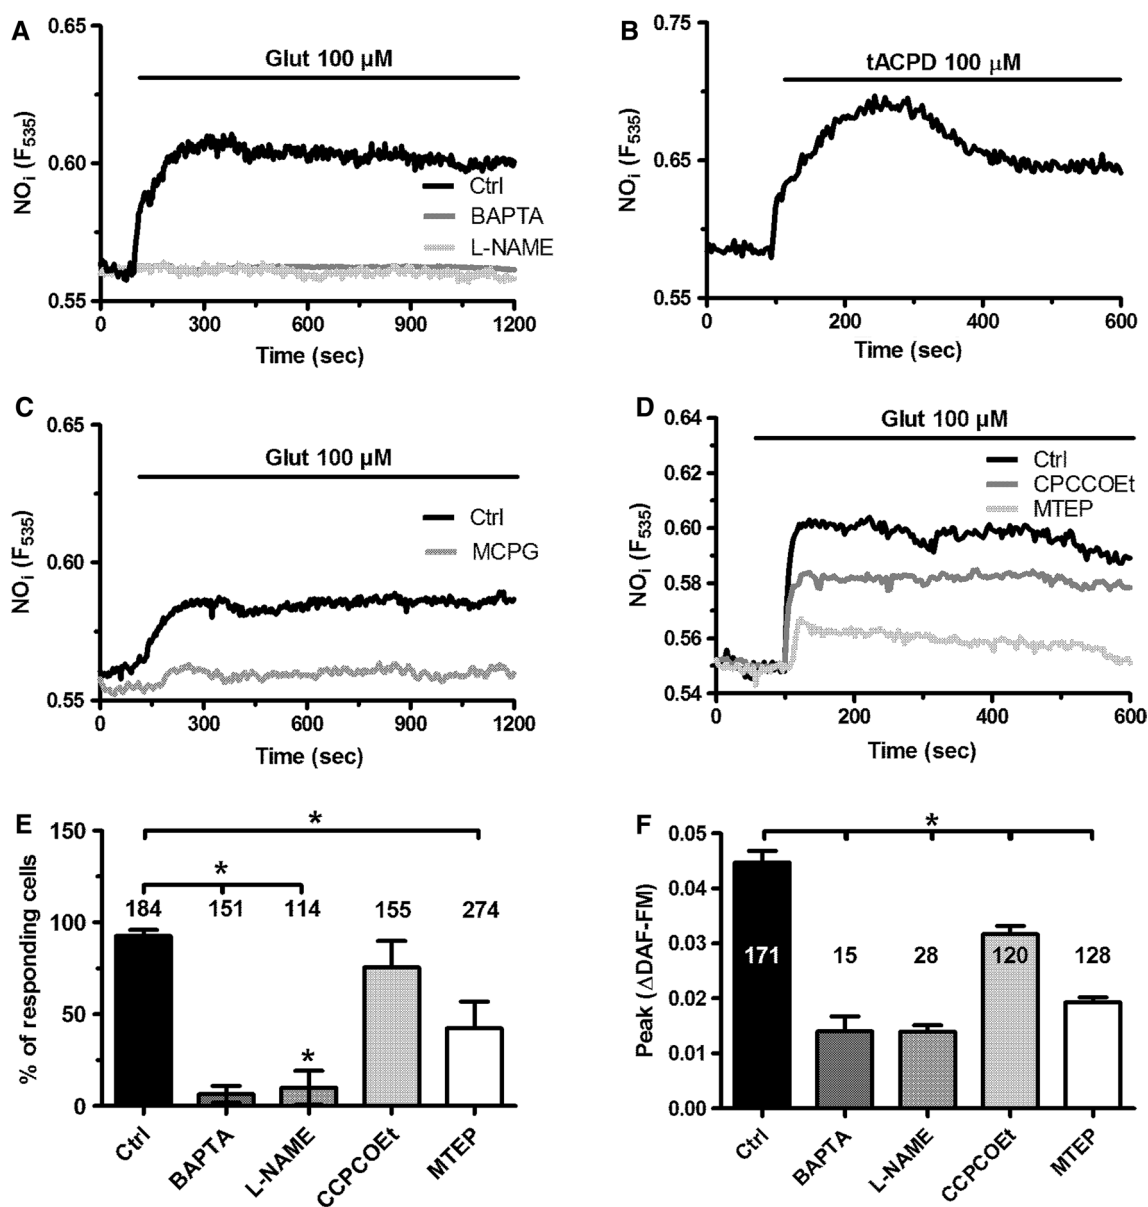 A
0.65
Glut 100 µM
0.60
NOi (F535)
Ctrl
BAPTA
L-NAME
0.55
0 300 600 900 1200
Time (sec)
B
0.75
tACPD 100 µM
0.65
NOi (F535)
0.55
0 200 400 600
Time (sec)
C
0.65
Glut 100 µM
Ctrl
MCPG
0.60
NOi (F535)
0.55
0 300 600 900 1200
Time (sec)
D
0.64
Glut 100 µM
Ctrl
CPCCOEt
MTEP
0.62
0.60
0.58
0.56
0.54
NOi (F535)
0 200 400 600
Time (sec)
E
150
100
50
0
% of responding cells
*
*
184 151 114 155 274
*
Ctrl BAPTA L-NAME CCPCOEt MTEP
F
0.05
0.04
0.03
0.02
0.01
0.00
Peak (ΔDAF-FM)
*
171 15 28 120 128
Ctrl BAPTA L-NAME CCPCOEt MTEP